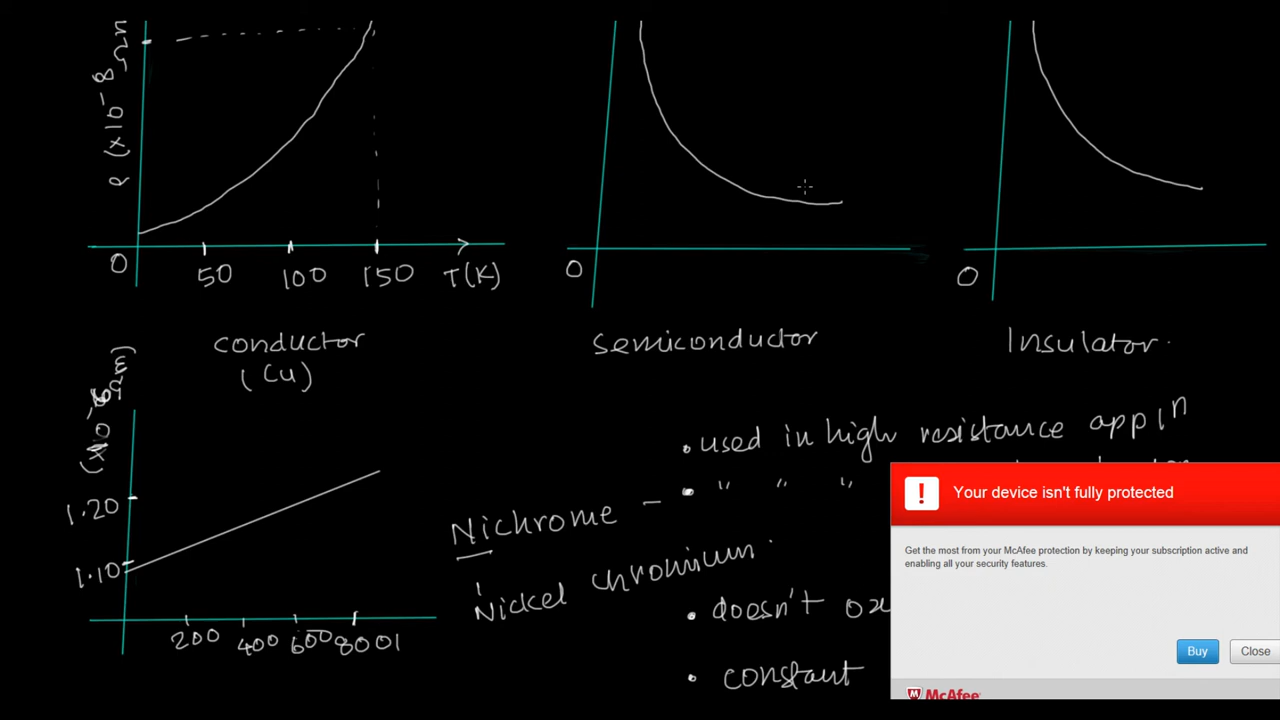 ρ (×10⁻⁸ Ωm
0 50 100 150 T(K)
conductor
(Cu)
0
Semiconductor
0
Insulator.
(×10⁻⁸ Ωm)
1.20
1.10
200 400 600 800
Nichrome –
Nickel chromium
• used in high resistance appln
• " " "
• doesn't
• constant
Your device isn't fully protected
Get the most from your McAfee protection by keeping your subscription active and
enabling all your security features.
Buy Close
McAfee